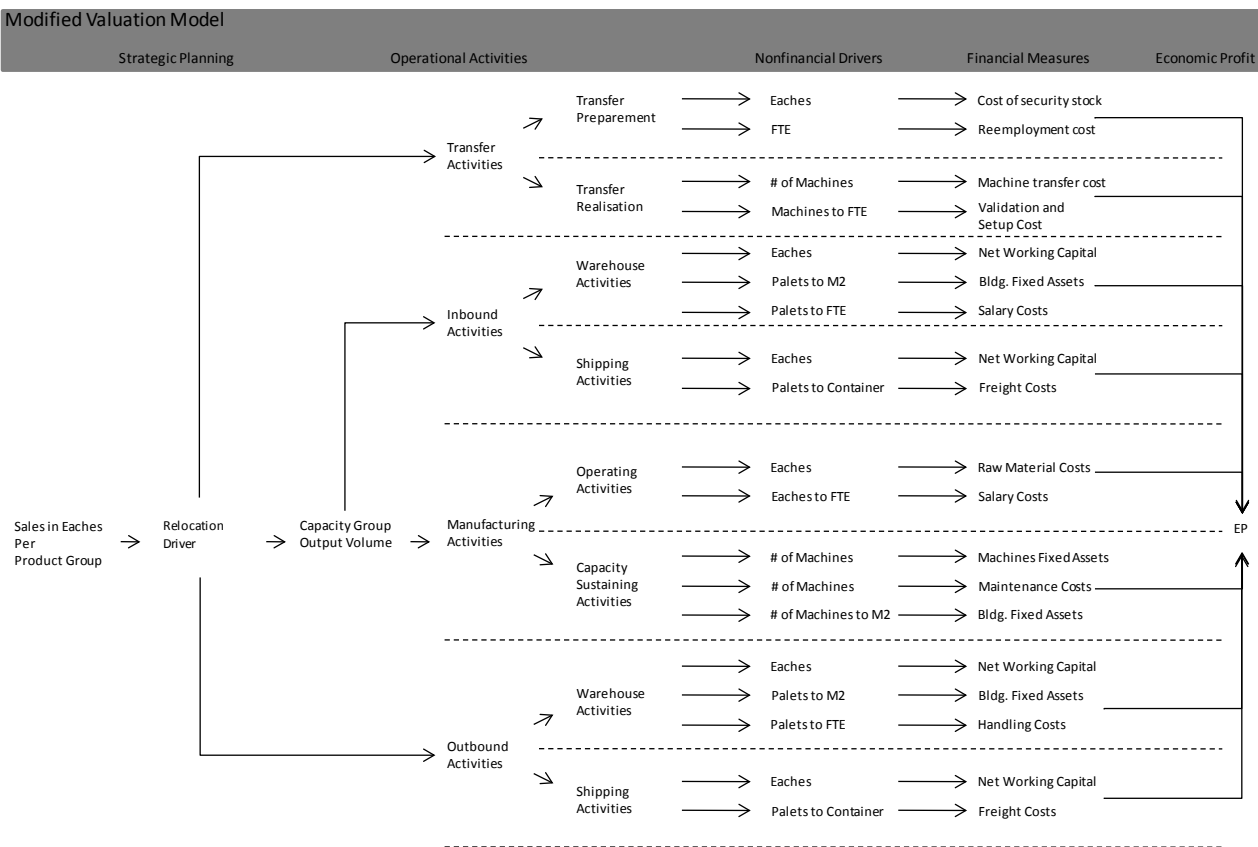 Modified Valuation Model
Strategic Planning
Operational Activities
Nonfinancial Drivers
Financial Measures
Economic Profit
Transfer
Preparement
Eaches
Cost of security stock
FTE
Reemployment cost
Transfer
Activities
Transfer
Realisation
# of Machines
Machine transfer cost
Machines to FTE
Validation and
Setup Cost
Warehouse
Activities
Eaches
Net Working Capital
Palets to M2
Bldg. Fixed Assets
Palets to FTE
Salary Costs
Inbound
Activities
Shipping
Activities
Eaches
Net Working Capital
Palets to Container
Freight Costs
Operating
Activities
Eaches
Raw Material Costs
Eaches to FTE
Salary Costs
Sales in Eaches
Per
Product Group
Relocation
Driver
Capacity Group
Output Volume
Manufacturing
Activities
EP
Capacity
Sustaining
Activities
# of Machines
Machines Fixed Assets
# of Machines
Maintenance Costs
# of Machines to M2
Bldg. Fixed Assets
Warehouse
Activities
Eaches
Net Working Capital
Palets to M2
Bldg. Fixed Assets
Palets to FTE
Handling Costs
Outbound
Activities
Shipping
Activities
Eaches
Net Working Capital
Palets to Container
Freight Costs